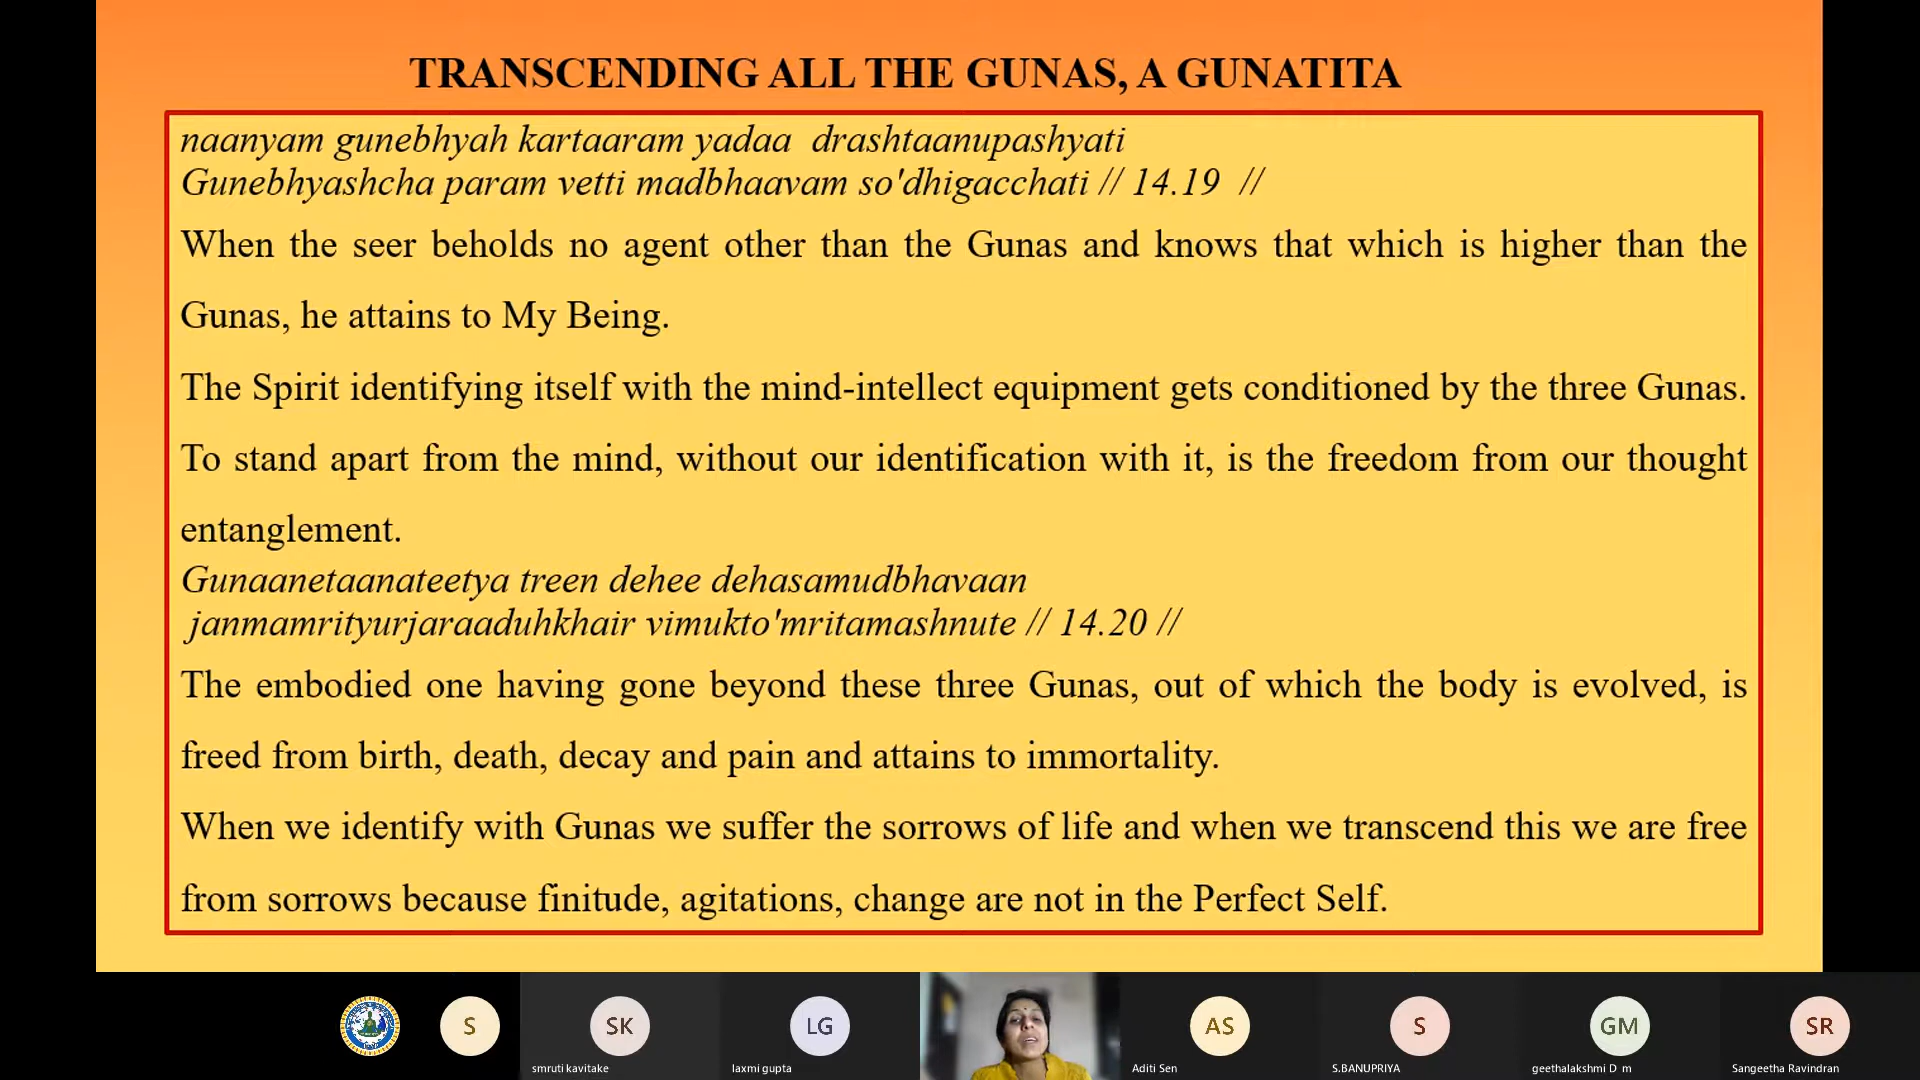 TRANSCENDING ALL THE GUNAS, A GUNATITA
naanyam gunebhyah kartaaram yadaa drashtaanupashyati
Gunebhyashcha param vetti madbhaavam so'dhigacchati // 14.19 //
When the seer beholds no agent other than the Gunas and knows that which is higher than the
Gunas, he attains to My Being.
The Spirit identifying itself with the mind-intellect equipment gets conditioned by the three Gunas.
To stand apart from the mind, without our identification with it, is the freedom from our thought
entanglement.
Gunaanetaanateetya treen dehee dehasamudbhavaan
janmamrityurjaraaduhkhair vimukto'mritamashnute // 14.20 //
The embodied one having gone beyond these three Gunas, out of which the body is evolved, is
freed from birth, death, decay and pain and attains to immortality.
When we identify with Gunas we suffer the sorrows of life and when we transcend this we are free
from sorrows because finitude, agitations, change are not in the Perfect Self.
S SK LG AS S GM SR
smruti kavitake laxmi gupta Aditi Sen S.BANUPRIYA geethalakshmi D m Sangeetha Ravindran